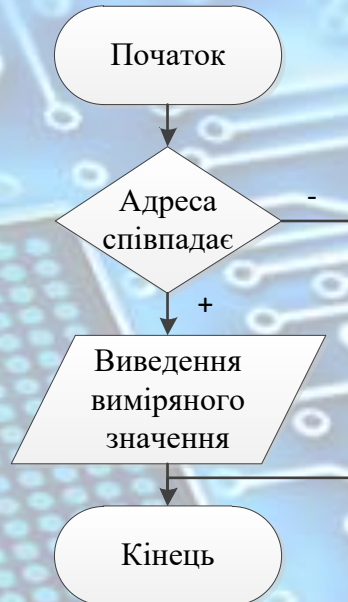 Початок
Адреса
співпадає
-
+
Виведення
виміряного
значення
Кінець